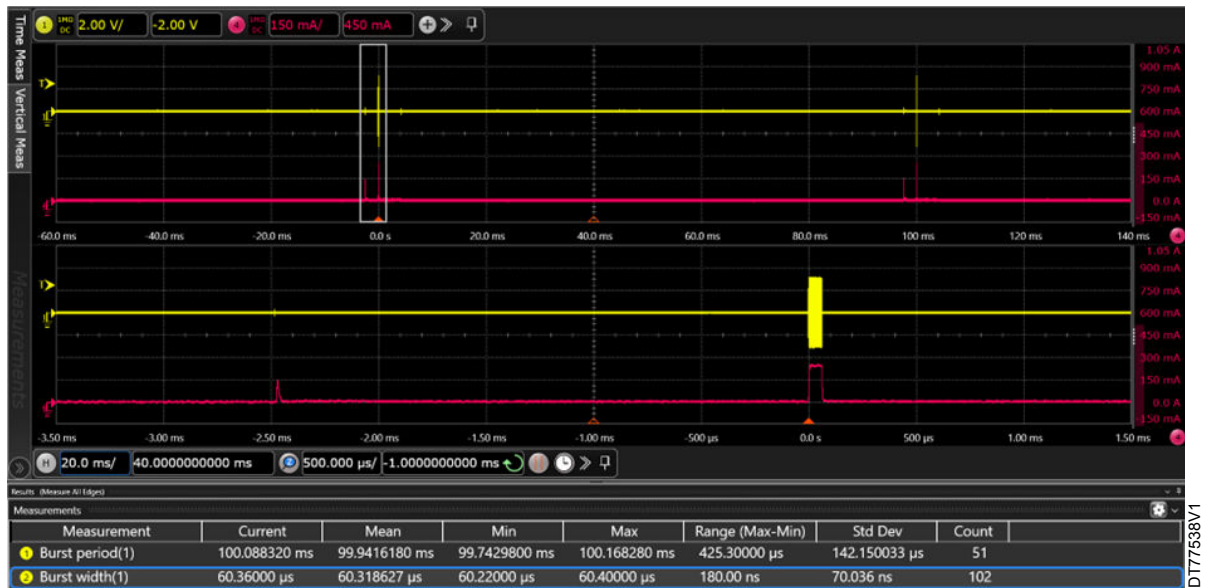 Time Meas
Vertical Meas
Measurements
1
1MΩ
DC
2.00 V/
-2.00 V
4
DC
150 mA/
450 mA
T
1.05 A
900 mA
750 mA
600 mA
450 mA
300 mA
150 mA
0.0 A
-150 mA
-60.0 ms -40.0 ms -20.0 ms 0.0 s 20.0 ms 40.0 ms 60.0 ms 80.0 ms 100 ms 120 ms 140 ms 4
T
1.05 A
900 mA
750 mA
600 mA
450 mA
300 mA
150 mA
0.0 A
-150 mA
-3.50 ms -3.00 ms -2.50 ms -2.00 ms -1.50 ms -1.00 ms -500 µs 0.0 s 500 µs 1.00 ms 1.50 ms 4
H 20.0 ms/ 40.0000000000 ms 500.000 µs/ -1.0000000000 ms
Results (Measure All Edges)
Measurements
Measurement Current Mean Min Max Range (Max-Min) Std Dev Count
1 Burst period(1) 100.088320 ms 99.9416180 ms 99.7429800 ms 100.168280 ms 425.30000 µs 142.150033 µs 51
2 Burst width(1) 60.36000 µs 60.318627 µs 60.22000 µs 60.40000 µs 180.00 ns 70.036 ns 102
DT77538V1